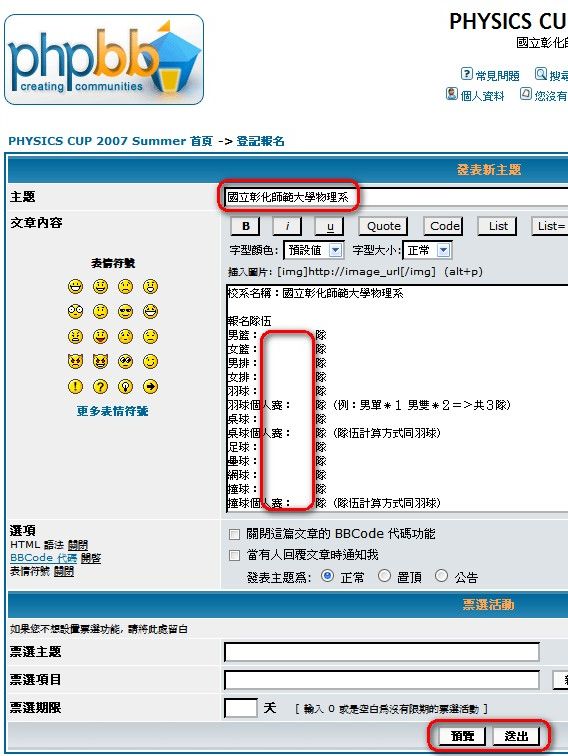 phpbb
creating communities
PHYSICS CU
國立彰化師
常見問題 搜尋
個人資料 您沒有
PHYSICS CUP 2007 Summer 首頁 -> 登記報名
發表新主題
主題 國立彰化師範大學物理系
文章內容
B i u Quote Code List List=
字型顏色: 預設值 字型大小: 正常
插入圖片: [img]http://image_url[/img] (alt+p)
表情符號
更多表情符號
校系名稱：國立彰化師範大學物理系
報名隊伍
男籃： 隊
女籃： 隊
男排： 隊
女排： 隊
羽球： 隊
羽球個人賽： 隊（例：男單＊１ 男雙＊２＝>共３隊）
桌球： 隊
桌球個人賽： 隊（隊伍計算方式同羽球）
足球： 隊
壘球： 隊
網球： 隊
撞球： 隊
撞球個人賽： 隊（隊伍計算方式同羽球）
選項
HTML 語法 關閉
BBCode 代碼 開啓
表情符號 關閉
關閉這篇文章的 BBCode 代碼功能
當有人回覆文章時通知我
發表主題為: 正常 置頂 公告
票選活動
如果您不想設置票選功能, 請將此處留白
票選主題
票選項目
票選期限 天 [ 輸入 0 或是空白為沒有限期的票選活動 ]
預覽 送出